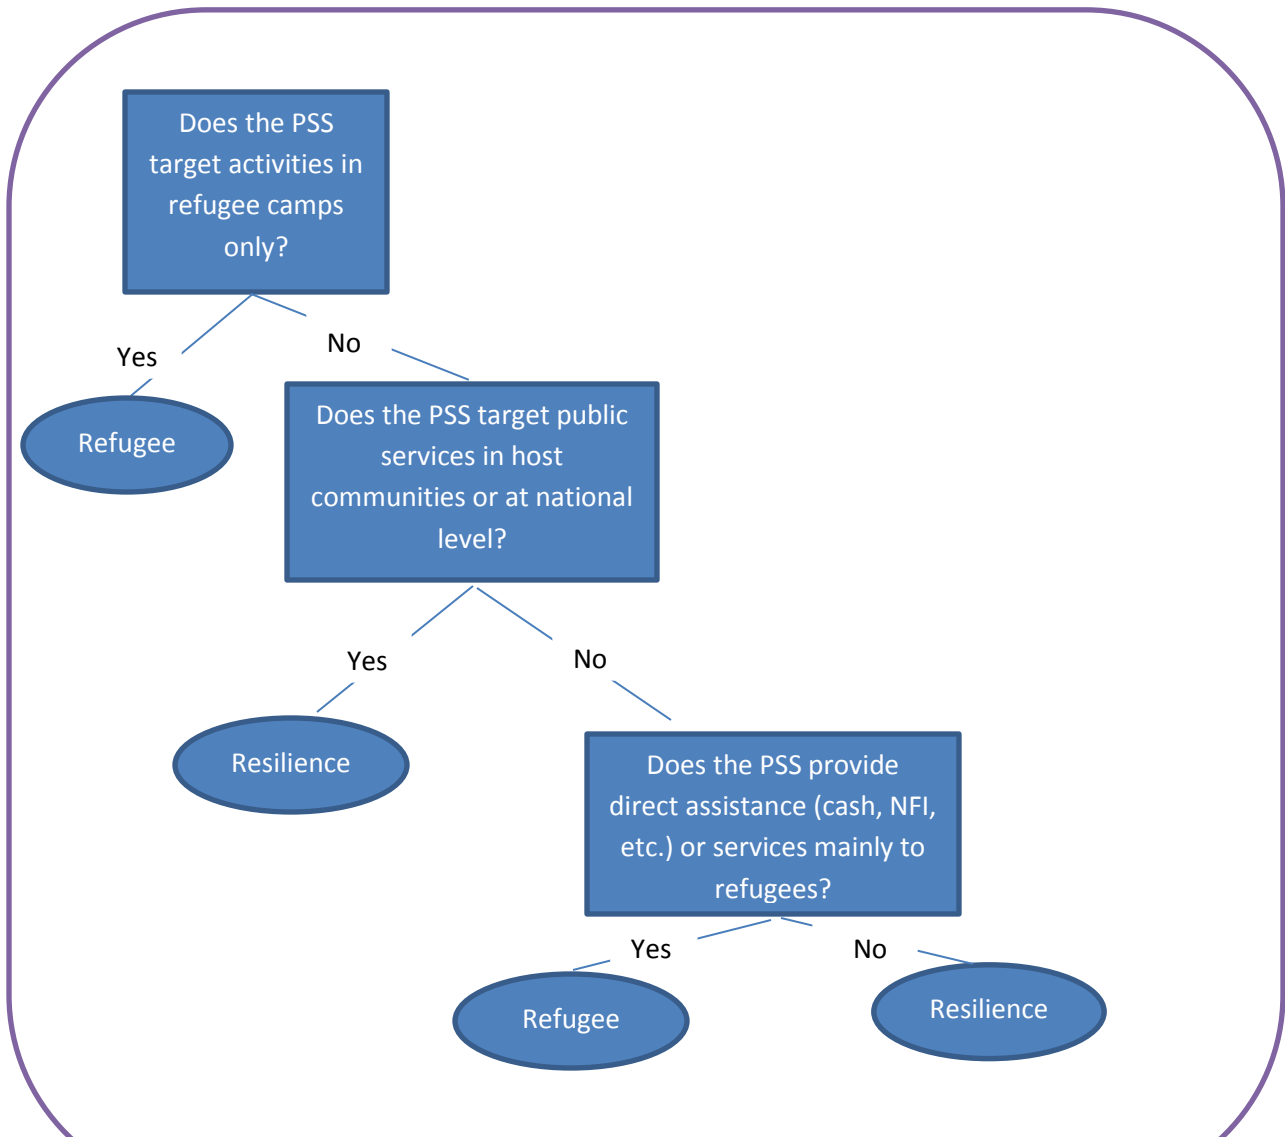 Does the PSS
target activities in
refugee camps
only?
Yes
No
Refugee
Does the PSS target public
services in host
communities or at national
level?
Yes
No
Resilience
Does the PSS provide
direct assistance (cash, NFI,
etc.) or services mainly to
refugees?
Yes
No
Refugee
Resilience